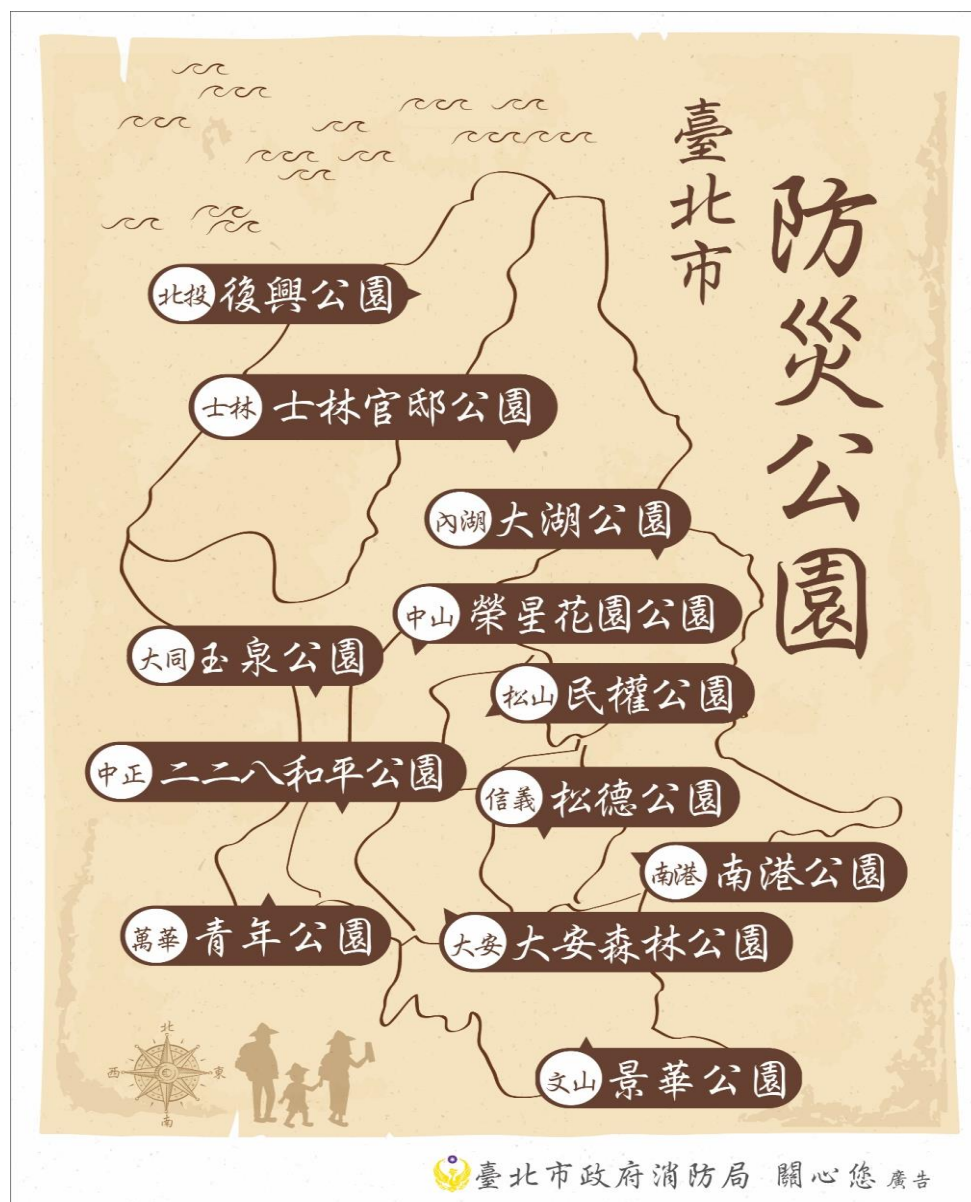 臺北市
防災公園
北投 復興公園
士林 士林官邸公園
內湖 大湖公園
中山 榮星花園公園
大同 玉泉公園
松山 民權公園
中正 二二八和平公園
信義 松德公園
南港 南港公園
萬華 青年公園
大安 大安森林公園
文山 景華公園
北
西 東
南
臺北市政府消防局 關心您 廣告